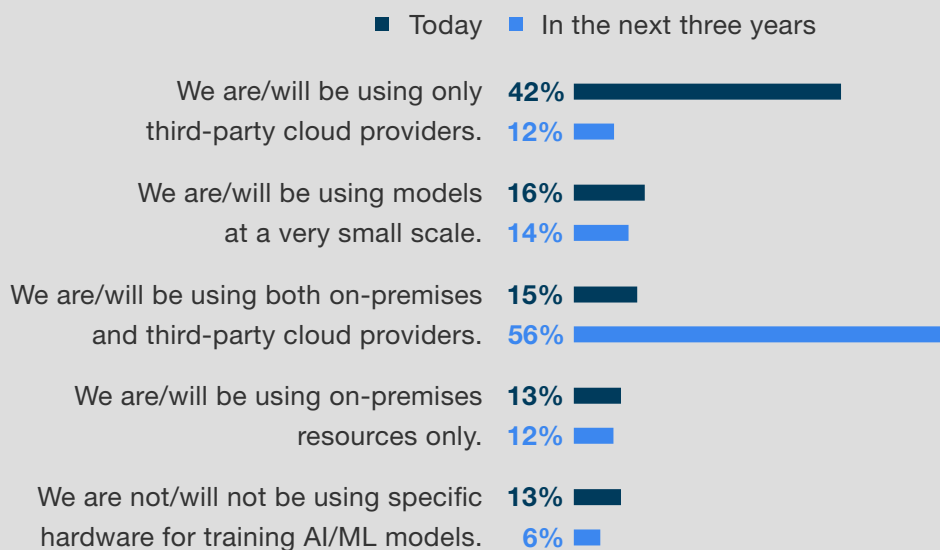 Today In the next three years
We are/will be using only 42%
third-party cloud providers. 12%
We are/will be using models 16%
at a very small scale. 14%
We are/will be using both on-premises 15%
and third-party cloud providers. 56%
We are/will be using on-premises 13%
resources only. 12%
We are not/will not be using specific 13%
hardware for training AI/ML models. 6%